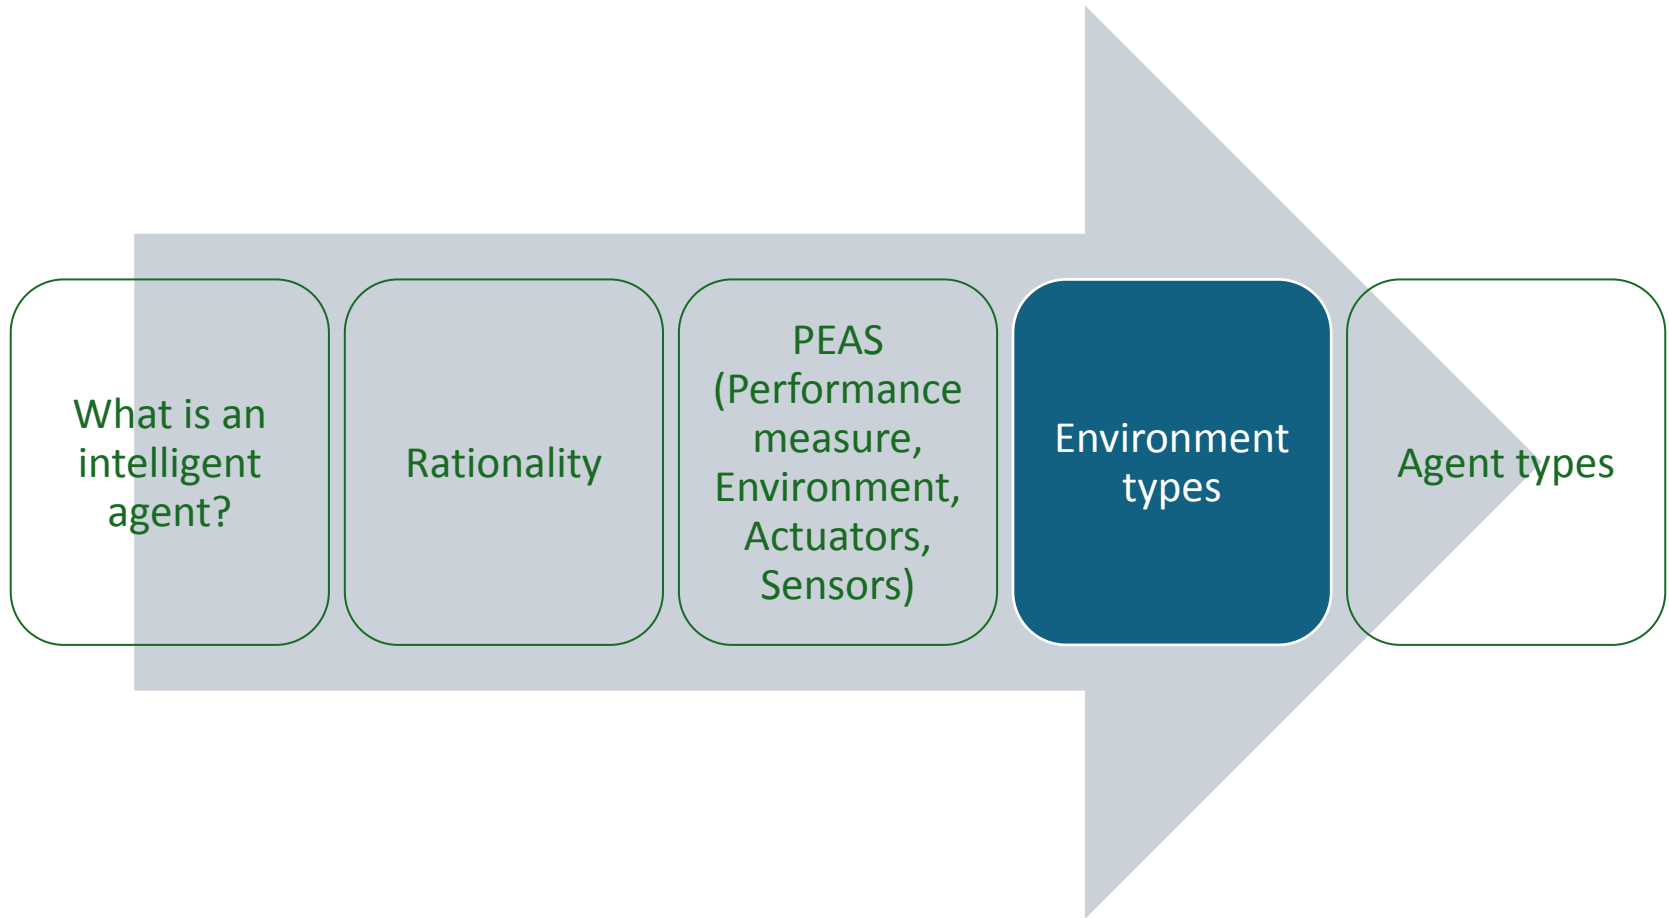 What is an
intelligent
agent?
Rationality
PEAS
(Performance
measure,
Environment,
Actuators,
Sensors)
Environment
types
Agent types